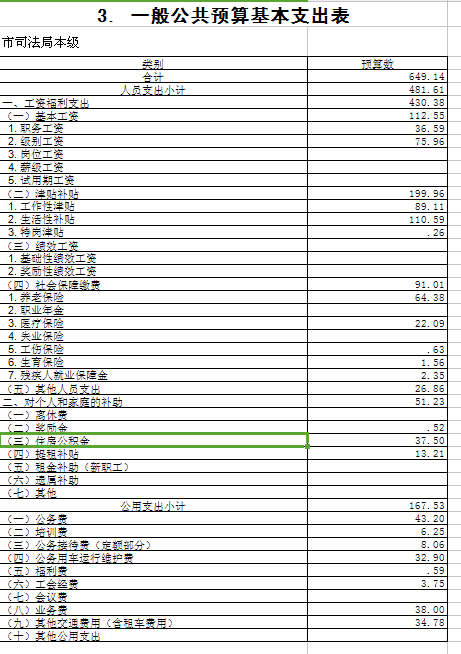 3. 一般公共预算基本支出表
市司法局本级
类别 预算数
合计 649.14
人员支出小计 481.61
一、工资福利支出 430.38
（一）基本工资 112.55
1.职务工资 36.59
2.级别工资 75.96
3.岗位工资
4.薪级工资
5.试用期工资
（二）津贴补贴 199.96
1.工作性津贴 89.11
2.生活性补贴 110.59
3.特岗津贴 .26
（三）绩效工资
1.基础性绩效工资
2.奖励性绩效工资
（四）社会保障缴费 91.01
1.养老保险 64.38
2.职业年金
3.医疗保险 22.09
4.失业保险
5.工伤保险 .63
6.生育保险 1.56
7.残疾人就业保障金 2.35
（五）其他人员支出 26.86
二、对个人和家庭的补助 51.23
（一）离休费
（二）奖励金 .52
（三）住房公积金 37.50
（四）提租补贴 13.21
（五）租金补助（新职工）
（六）遗属补助
（七）其他
公用支出小计 167.53
（一）公务费 43.20
（二）培训费 6.25
（三）公务接待费（定额部分） 8.06
（四）公务用车运行维护费 32.90
（五）福利费 .59
（六）工会经费 3.75
（七）会议费
（八）业务费 38.00
（九）其他交通费用（含租车费用） 34.78
（十）其他公用支出